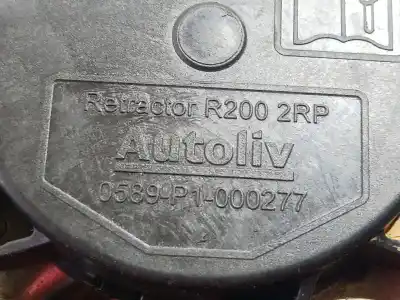 Retractor R200 2RP
Autoliv
0589-P1-000277